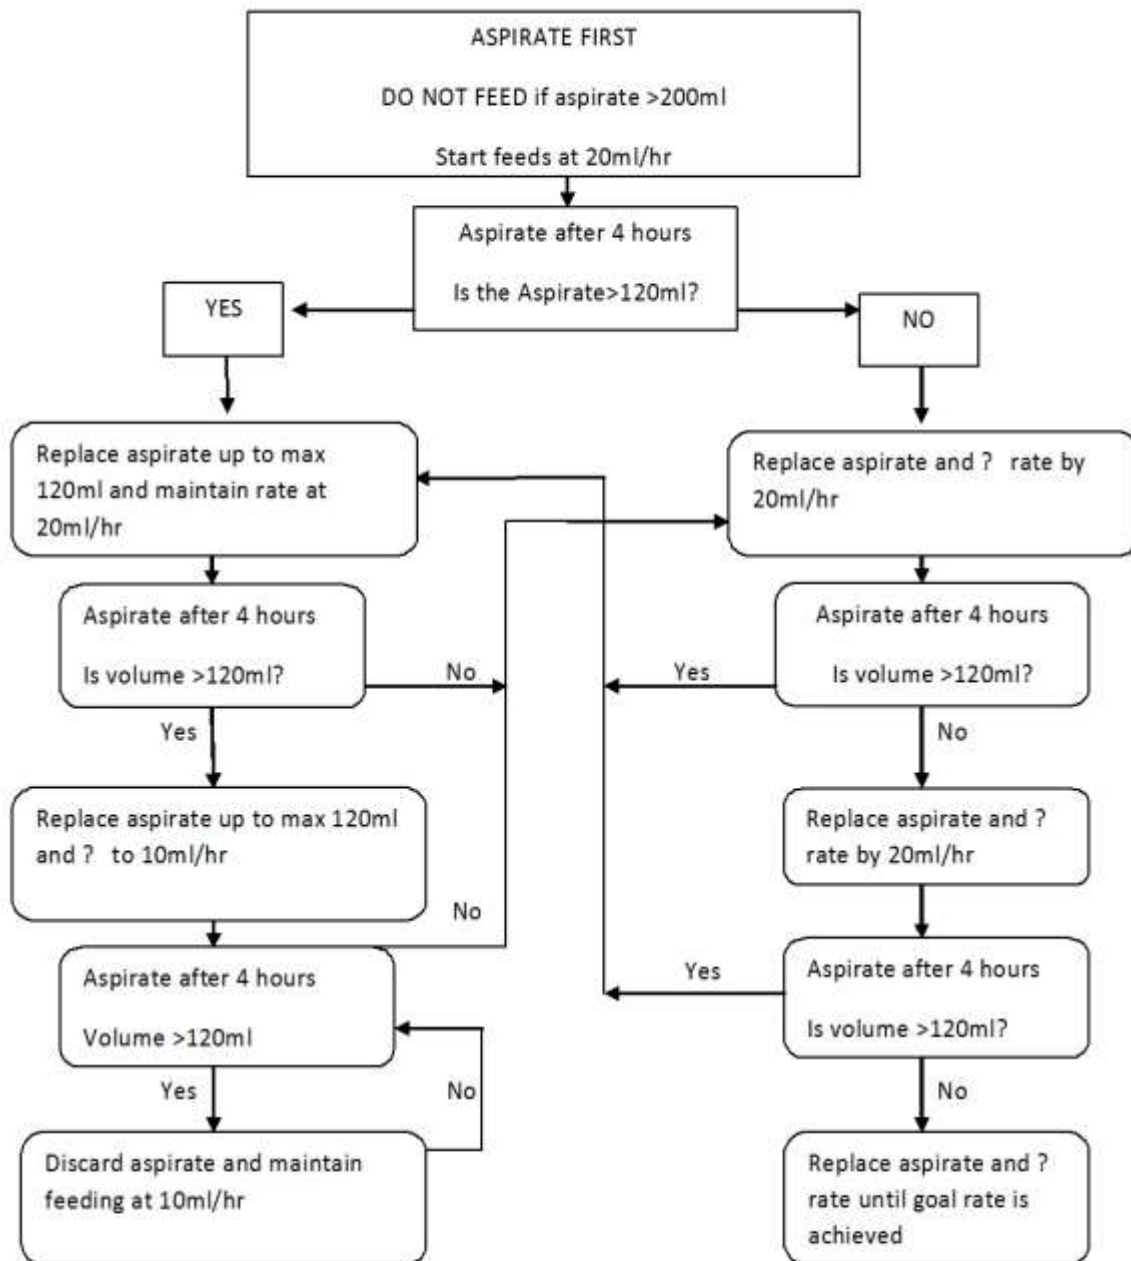 ASPIRATE FIRST
DO NOT FEED if aspirate >200ml
Start feeds at 20ml/hr
Aspirate after 4 hours
Is the Aspirate>120ml?
YES
NO
Replace aspirate up to max
120ml and maintain rate at
20ml/hr
Replace aspirate and ? rate by
20ml/hr
Aspirate after 4 hours
Is volume >120ml?
No
Yes
Aspirate after 4 hours
Is volume >120ml?
Yes
No
Replace aspirate up to max 120ml
and ? to 10ml/hr
Replace aspirate and ?
rate by 20ml/hr
No
Aspirate after 4 hours
Volume >120ml
Yes
Aspirate after 4 hours
Is volume >120ml?
Yes
No
No
Discard aspirate and maintain
feeding at 10ml/hr
Replace aspirate and ?
rate until goal rate is
achieved